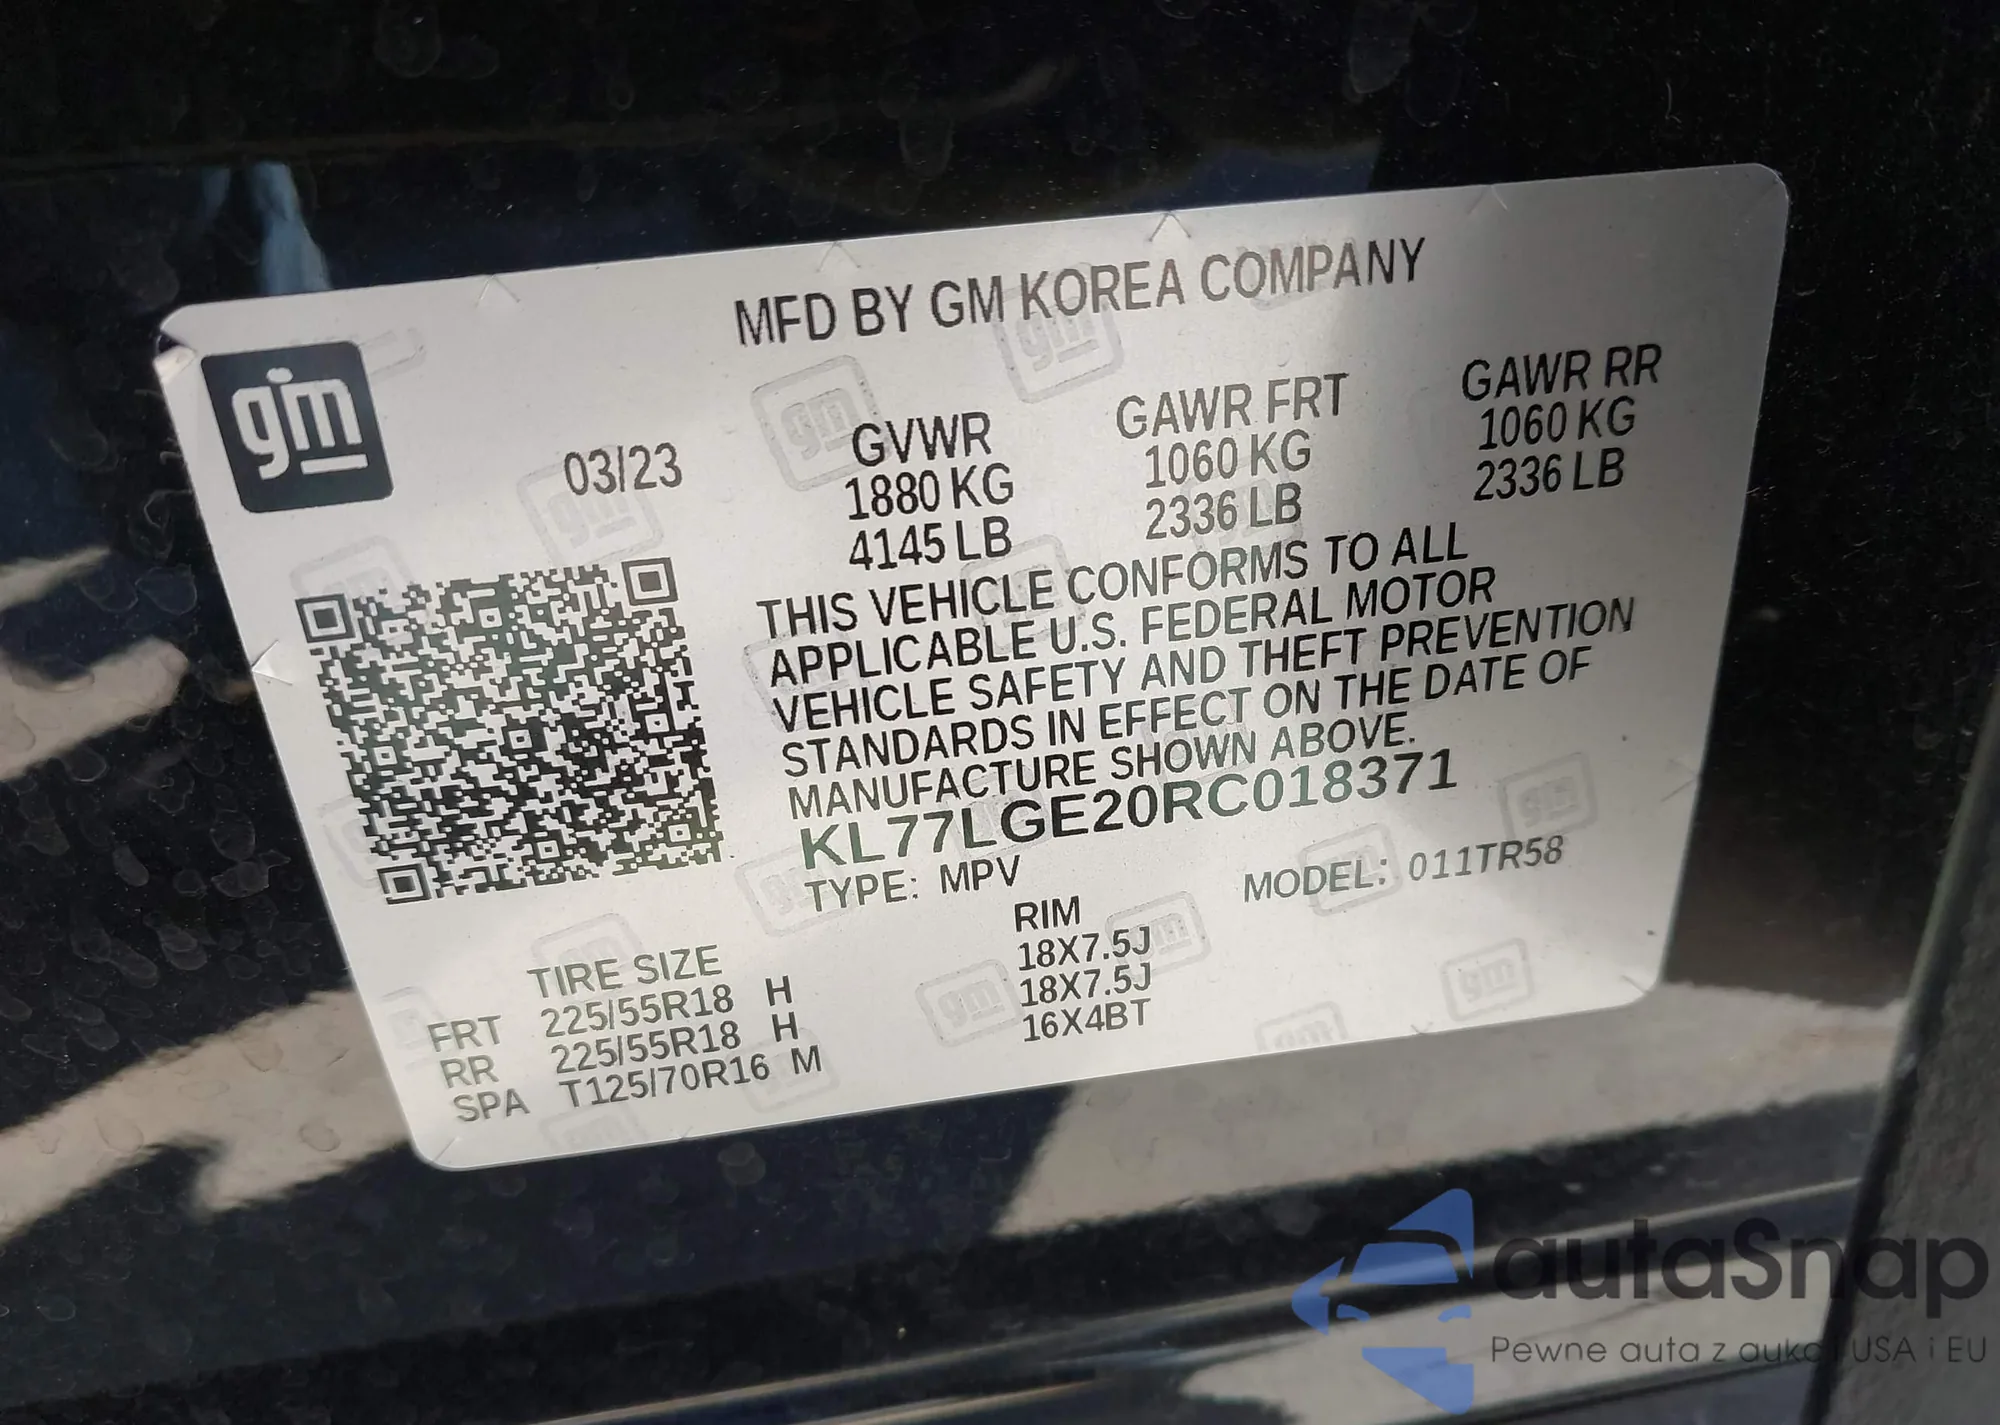 MFD BY GM KOREA COMPANY
gm
03/23
GVWR
1880 KG
4145 LB
GAWR FRT
1060 KG
2336 LB
GAWR RR
1060 KG
2336 LB
THIS VEHICLE CONFORMS TO ALL
APPLICABLE U.S. FEDERAL MOTOR
VEHICLE SAFETY AND THEFT PREVENTION
STANDARDS IN EFFECT ON THE DATE OF
MANUFACTURE SHOWN ABOVE.
KL77LGE20RC018371
TYPE: MPV
MODEL: 011TR58
TIRE SIZE RIM
FRT 225/55R18 H 18X7.5J
RR 225/55R18 H 18X7.5J
SPA T125/70R16 M 16X4BT
autaSnap
Pewne auta z aukcji USA i EU